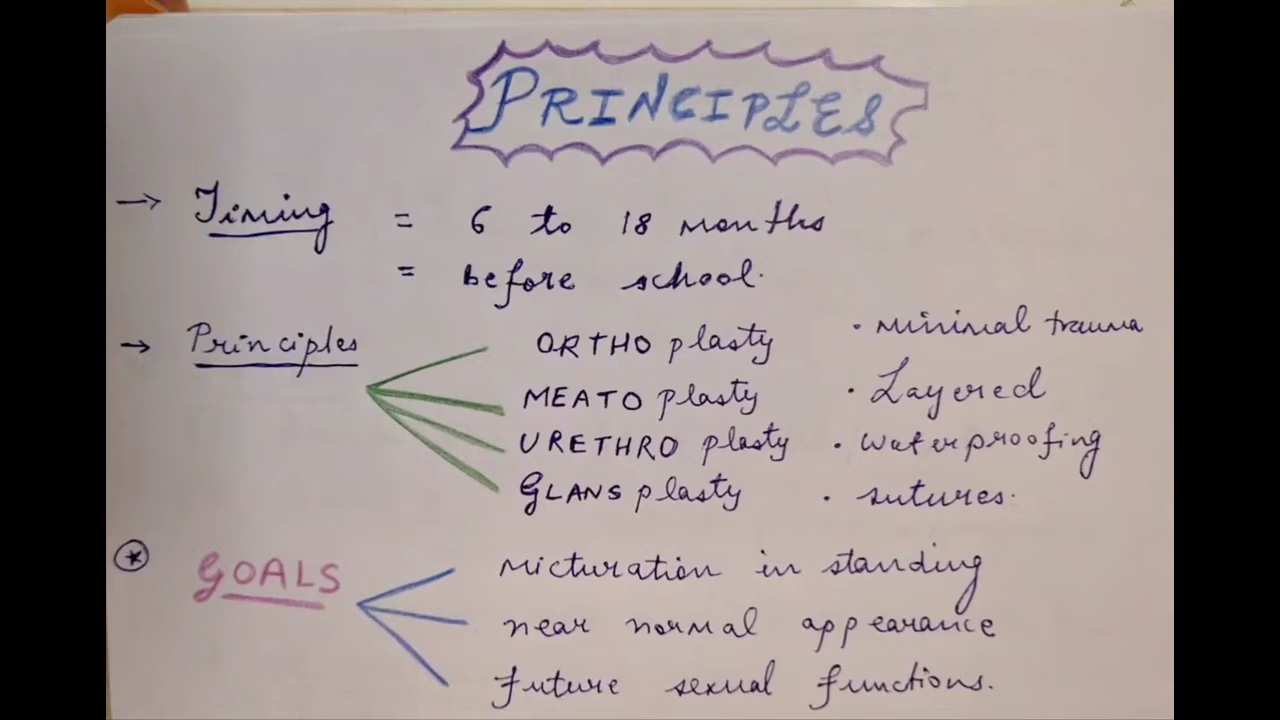 PRINCIPLES
→ Timing = 6 to 18 months
= before school.
→ Principles
ORTHO plasty · Minimal trauma
MEATO plasty · Layered
URETHRO plasty · waterproofing
GLANS plasty · sutures.
GOALS
Micturation in standing
near normal appearance
future sexual functions.